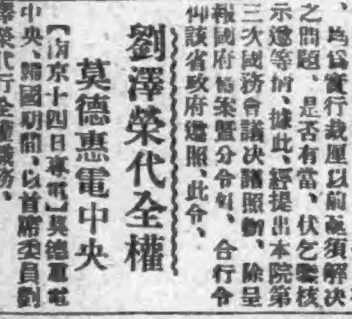 、均係實行裁厘以前亟須解決
之問題、是否有當、伏乞鑒核
示遵等情、據此、經提出本院第
三次國務會議决議照辦、除呈
報國府備案暨分令外、合行令
仰該省政府遵照、此令、
劉澤榮代全權
莫德惠電中央
【南京十四日專電】莫德惠電
中央、歸國期間、以首席委員劉
澤榮代行全權職務、